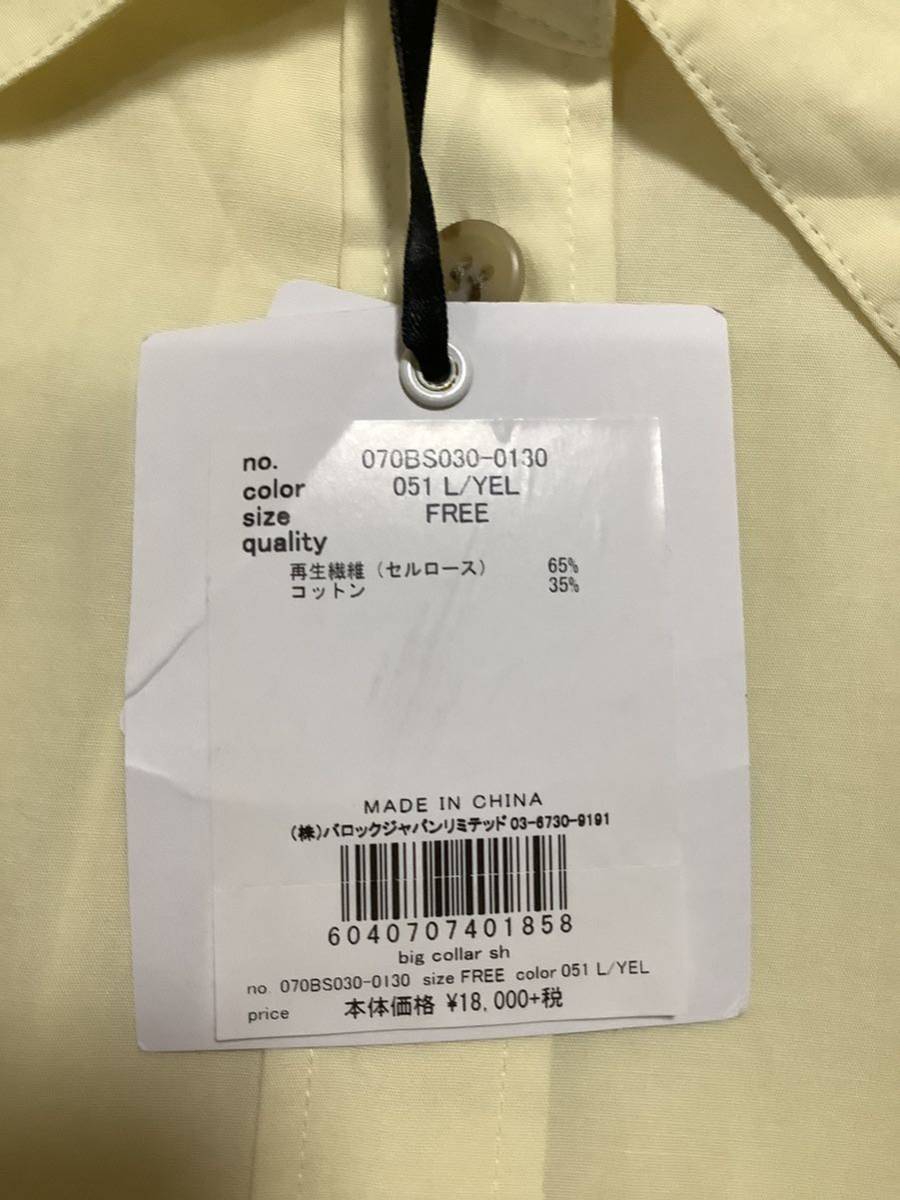 no. 070BS030-0130
color 051 L/YEL
size FREE
quality
再生繊維（セルロース） 65%
コットン 35%
MADE IN CHINA
(株)バロックジャパンリミテッド 03-6730-9191
6040707401858
big collar sh
no 070BS030-0130 size FREE color 051 L/YEL
price 本体価格 ¥18,000+税